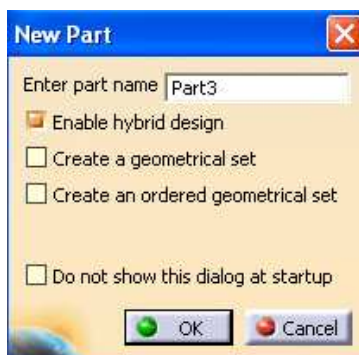 New Part
Enter part name Part3
Enable hybrid design
Create a geometrical set
Create an ordered geometrical set
Do not show this dialog at startup
OK Cancel